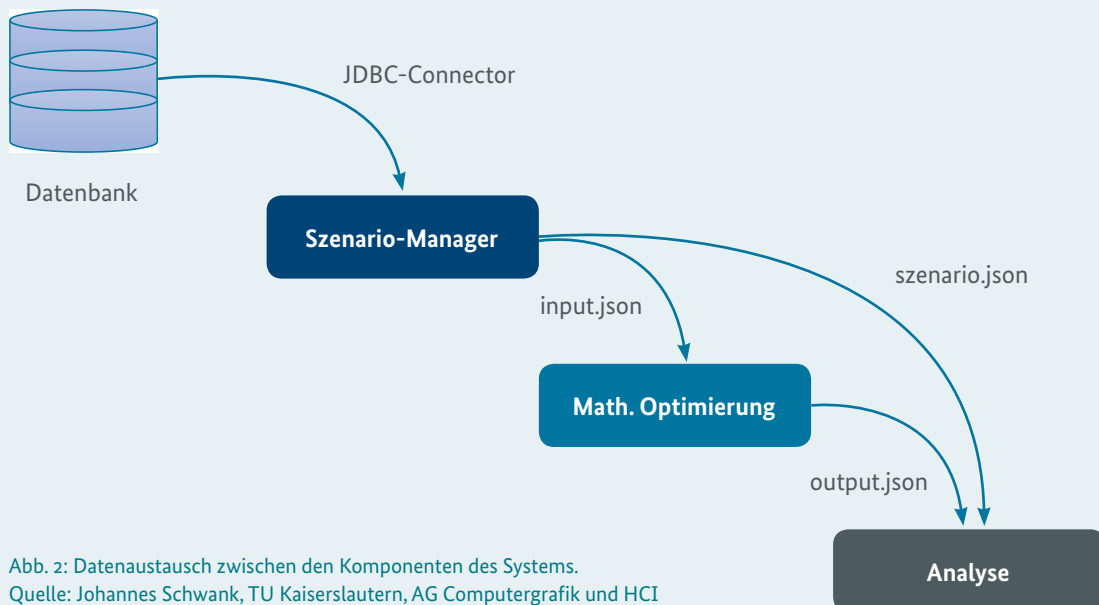 JDBC-Connector
Datenbank
Szenario-Manager
szenario.json
input.json
Math. Optimierung
output.json
Abb. 2: Datenaustausch zwischen den Komponenten des Systems.
Quelle: Johannes Schwank, TU Kaiserslautern, AG Computergrafik und HCI
Analyse